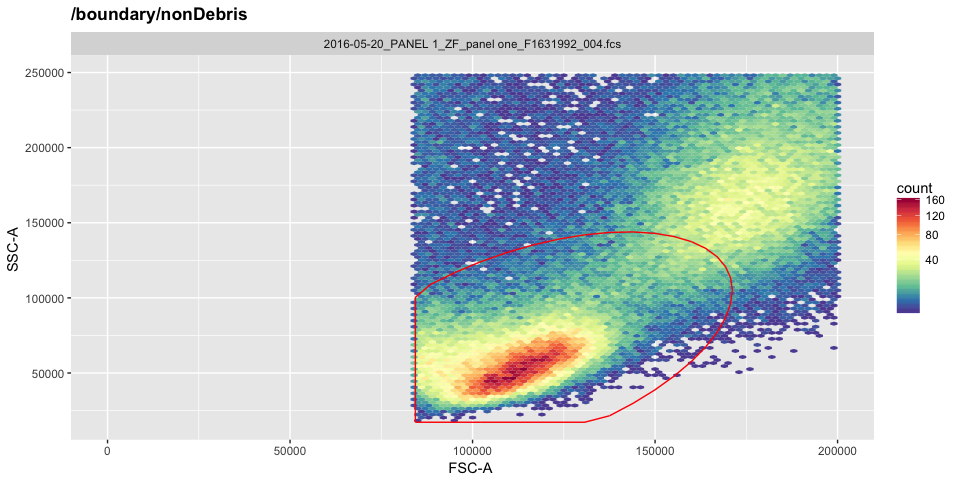 /boundary/nonDebris
2016-05-20_PANEL 1_ZF_panel one_F1631992_004.fcs
250000
200000
150000
100000
50000
SSC-A
0
50000
100000
150000
200000
FSC-A
count
160
120
80
40